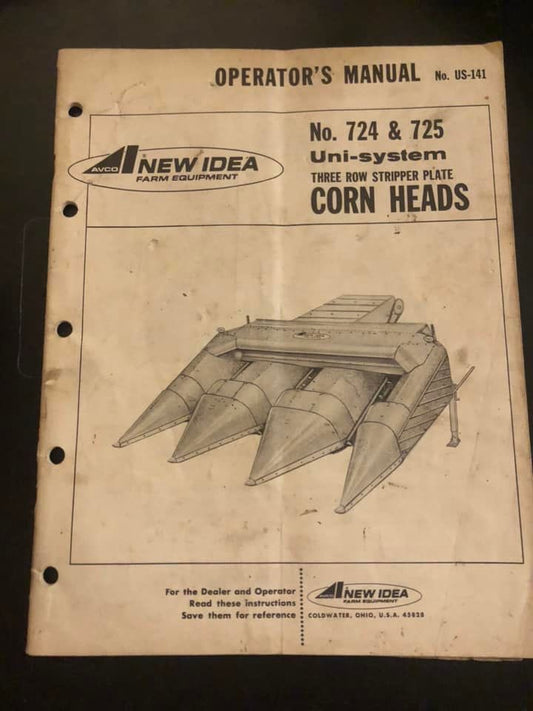 OPERATOR'S MANUAL No. US-141
No. 724 & 725
Uni-system
THREE ROW STRIPPER PLATE
CORN HEADS
AVCO NEW IDEA
FARM EQUIPMENT
For the Dealer and Operator
Read these instructions
Save them for reference
AVCO NEW IDEA
FARM EQUIPMENT
COLDWATER, OHIO, U.S.A. 45828